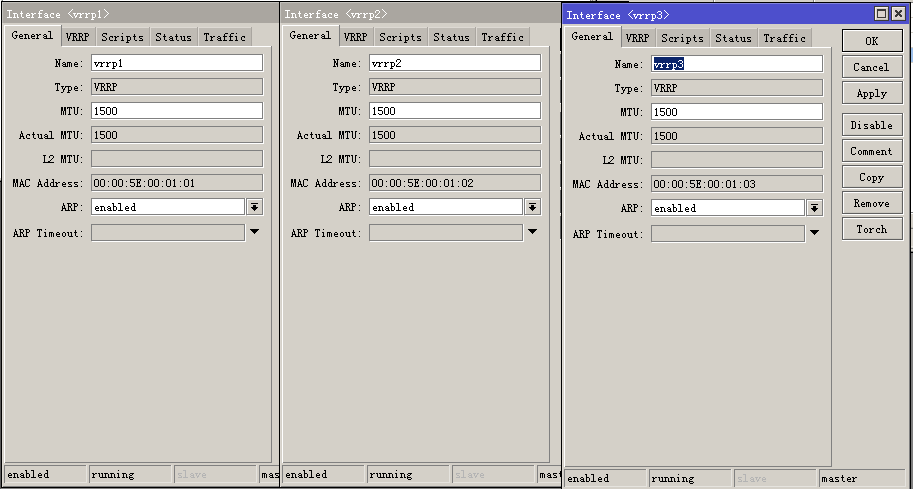 Interface <vrrp1>
General VRRP Scripts Status Traffic
Name: vrrp1
Type: VRRP
MTU: 1500
Actual MTU: 1500
L2 MTU:
MAC Address: 00:00:5E:00:01:01
ARP: enabled
ARP Timeout:
enabled running slave mas
Interface <vrrp2>
General VRRP Scripts Status Traffic
Name: vrrp2
Type: VRRP
MTU: 1500
Actual MTU: 1500
L2 MTU:
MAC Address: 00:00:5E:00:01:02
ARP: enabled
ARP Timeout:
enabled running slave mast
Interface <vrrp3>
General VRRP Scripts Status Traffic
Name: vrrp3
Type: VRRP
MTU: 1500
Actual MTU: 1500
L2 MTU:
MAC Address: 00:00:5E:00:01:03
ARP: enabled
ARP Timeout:
OK
Cancel
Apply
Disable
Comment
Copy
Remove
Torch
enabled running slave master